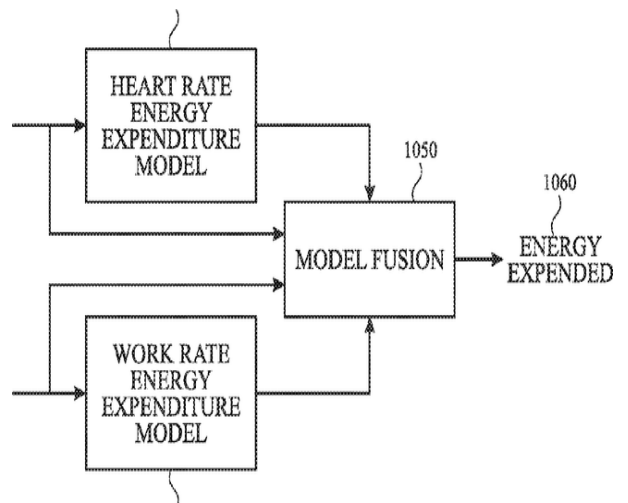 HEART RATE
ENERGY
EXPENDITURE
MODEL
1050
1060
MODEL FUSION
ENERGY
EXPENDED
WORK RATE
ENERGY
EXPENDITURE
MODEL